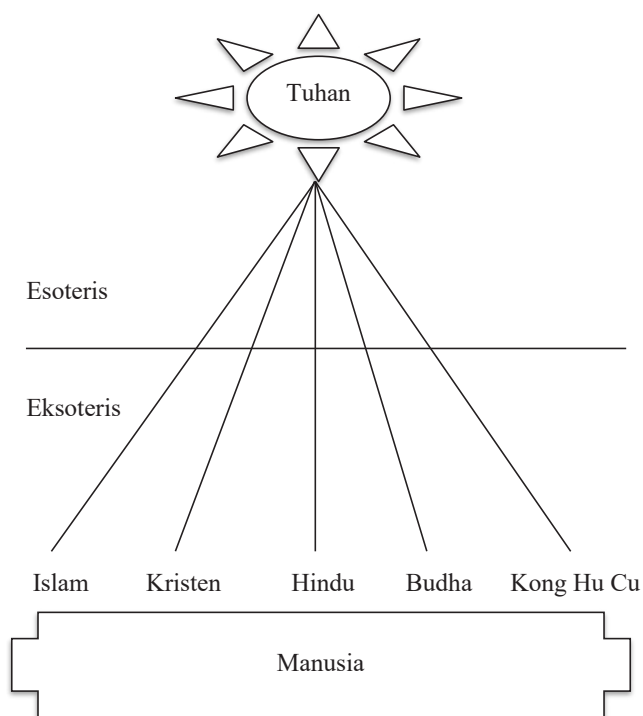 Tuhan
Esoteris
Eksoteris
Islam Kristen Hindu Budha Kong Hu Cu
Manusia